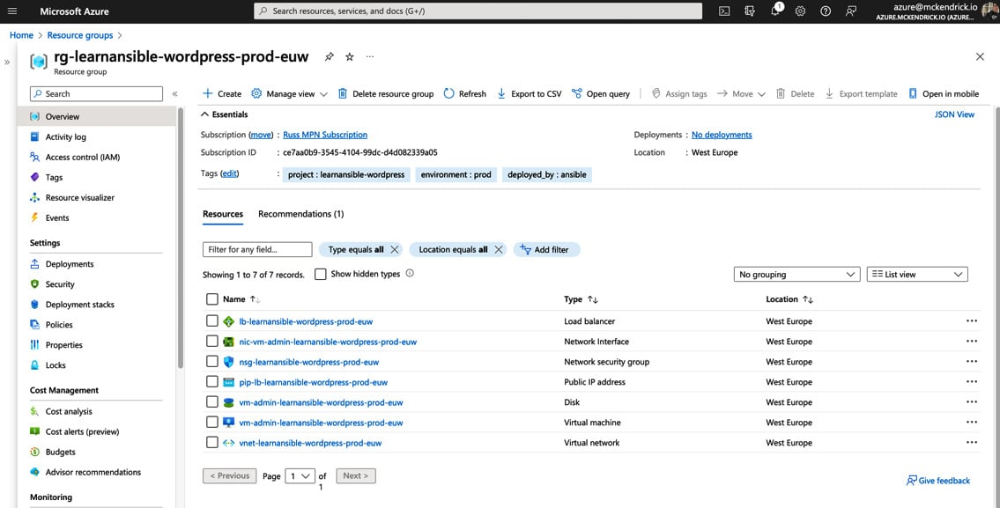 Microsoft Azure
Search resources, services, and docs (G+/)
1
azure@mckendrick.io
AZURE.MCKENDRICK.IO (AZURE...
Home > Resource groups >
rg-learnansible-wordpress-prod-euw
Resource group
Search
Create Manage view Delete resource group Refresh Export to CSV Open query Assign tags Move Delete Export template Open in mobile
Overview
Activity log
Access control (IAM)
Tags
Resource visualizer
Events
Settings
Deployments
Security
Deployment stacks
Policies
Properties
Locks
Cost Management
Cost analysis
Cost alerts (preview)
Budgets
Advisor recommendations
Monitoring
Essentials
JSON View
Subscription (move) : Russ MPN Subscription
Subscription ID : ce7aa0b9-3545-4104-99dc-d4d082339a05
Deployments : No deployments
Location : West Europe
Tags (edit) : project : learnansible-wordpress environment : prod deployed_by : ansible
Resources Recommendations (1)
Filter for any field... Type equals all Location equals all Add filter
Showing 1 to 7 of 7 records. Show hidden types
No grouping List view
Name Type Location
lb-learnansible-wordpress-prod-euw Load balancer West Europe
nic-vm-admin-learnansible-wordpress-prod-euw Network Interface West Europe
nsg-learnansible-wordpress-prod-euw Network security group West Europe
pip-lb-learnansible-wordpress-prod-euw Public IP address West Europe
vm-admin-learnansible-wordpress-prod-euw Disk West Europe
vm-admin-learnansible-wordpress-prod-euw Virtual machine West Europe
vnet-learnansible-wordpress-prod-euw Virtual network West Europe
< Previous Page 1 of 1 Next >
Give feedback